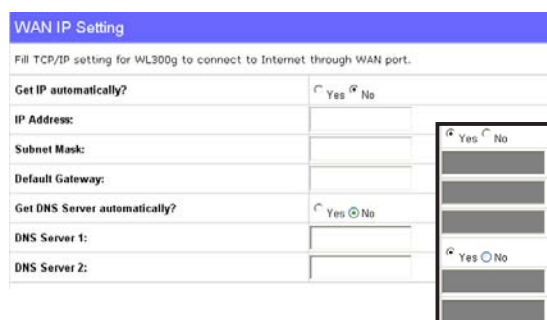 WAN IP Setting
Fill TCP/IP setting for WL300g to connect to Internet through WAN port.
Get IP automatically? Yes No
IP Address:
Subnet Mask:
Default Gateway:
Get DNS Server automatically? Yes No
DNS Server 1:
DNS Server 2:
Yes No
Yes No